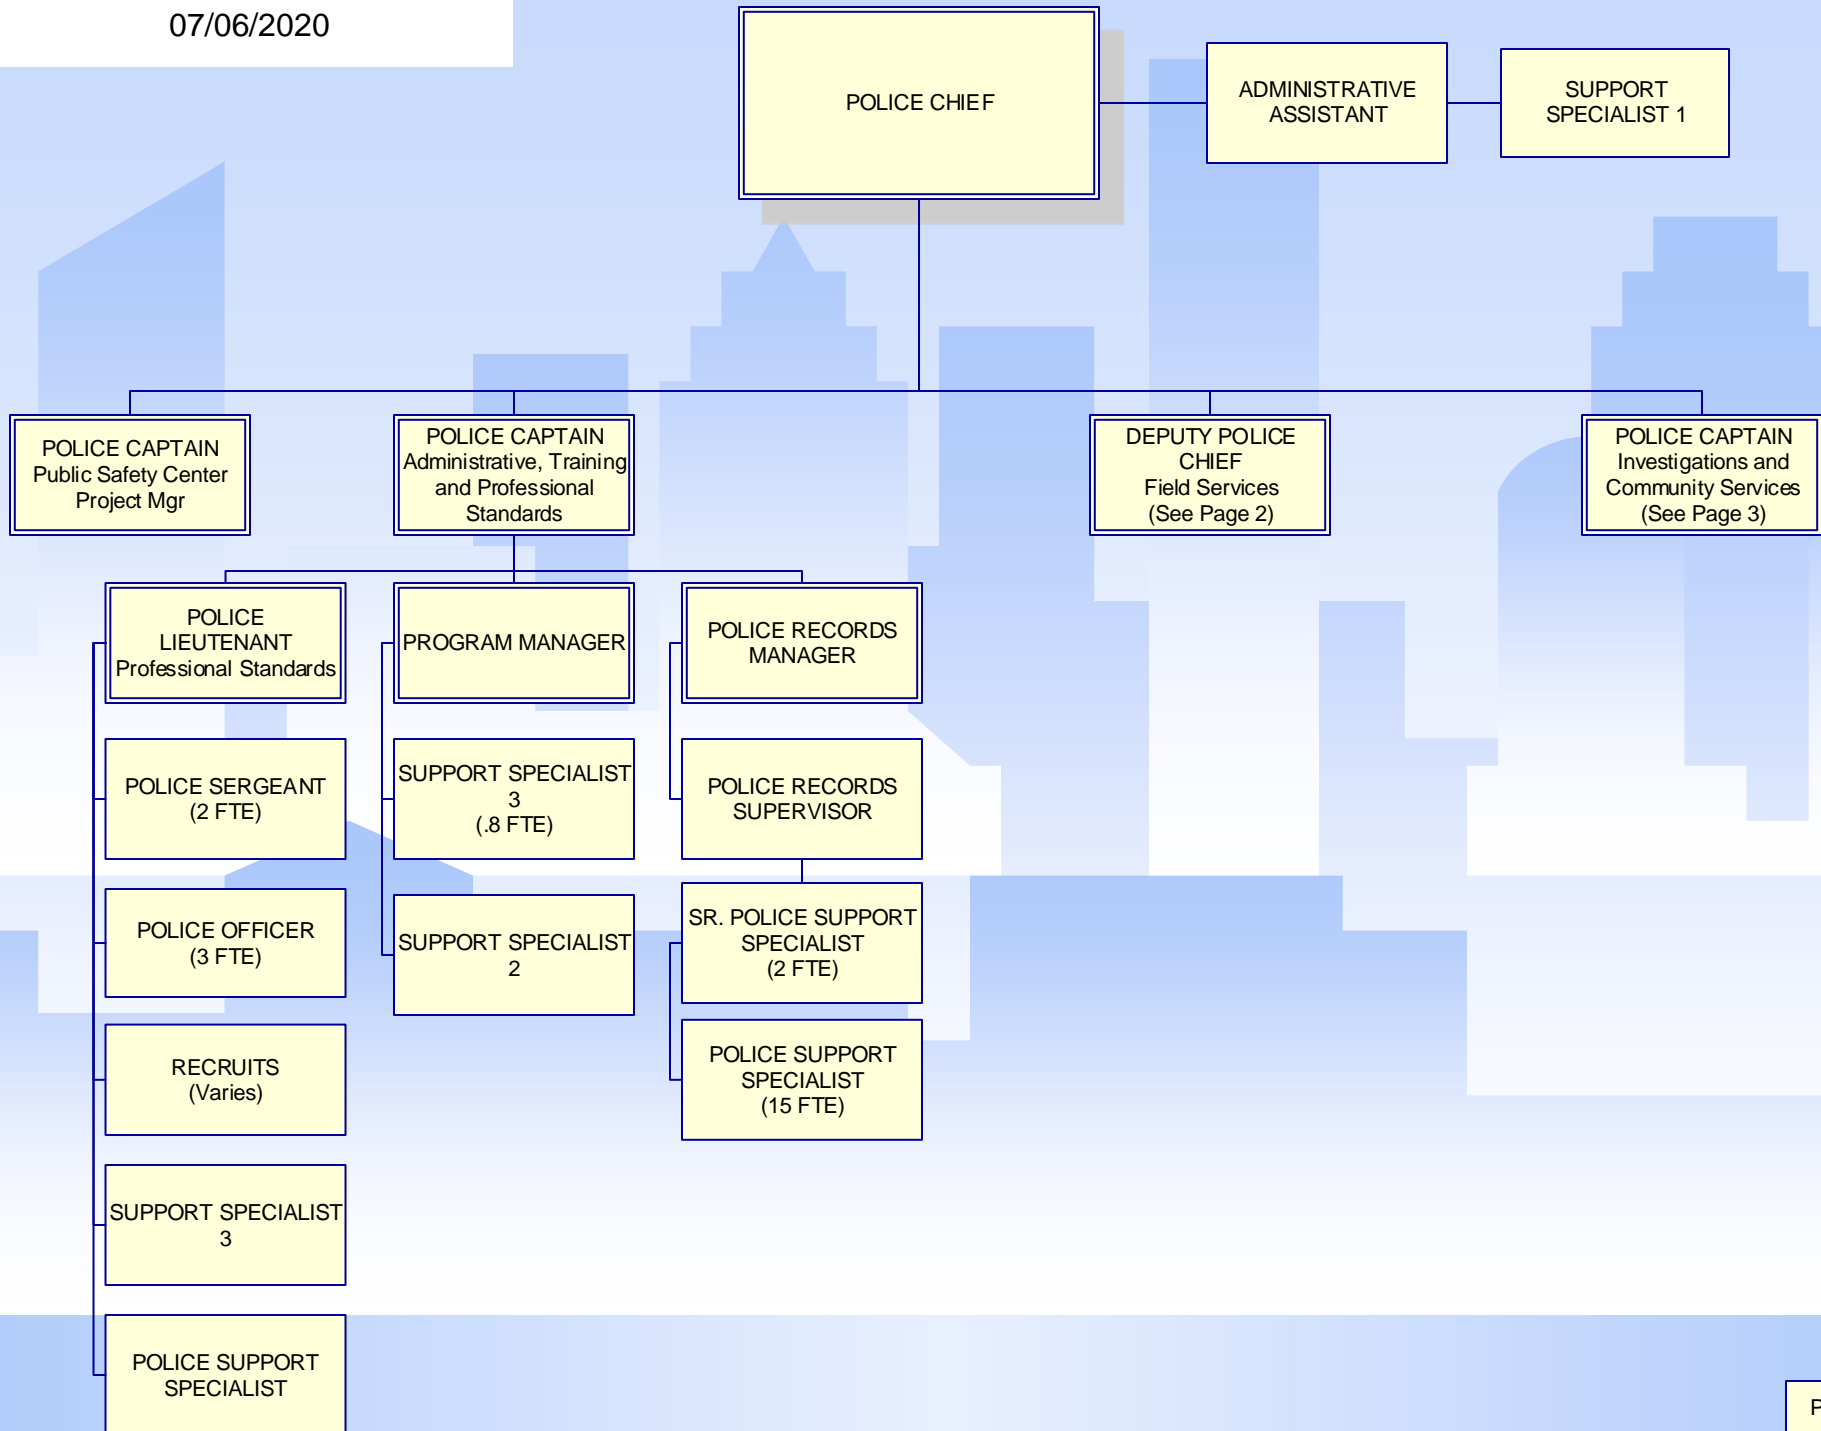 07/06/2020
POLICE CHIEF
ADMINISTRATIVE
ASSISTANT
SUPPORT
SPECIALIST 1
POLICE CAPTAIN
Public Safety Center
Project Mgr
POLICE CAPTAIN
Administrative, Training
and Professional
Standards
DEPUTY POLICE
CHIEF
Field Services
(See Page 2)
POLICE CAPTAIN
Investigations and
Community Services
(See Page 3)
POLICE
LIEUTENANT
Professional Standards
PROGRAM MANAGER
POLICE RECORDS
MANAGER
POLICE SERGEANT
(2 FTE)
SUPPORT SPECIALIST
3
(.8 FTE)
POLICE RECORDS
SUPERVISOR
POLICE OFFICER
(3 FTE)
SUPPORT SPECIALIST
2
SR. POLICE SUPPORT
SPECIALIST
(2 FTE)
RECRUITS
(Varies)
POLICE SUPPORT
SPECIALIST
(15 FTE)
SUPPORT SPECIALIST
3
POLICE SUPPORT
SPECIALIST